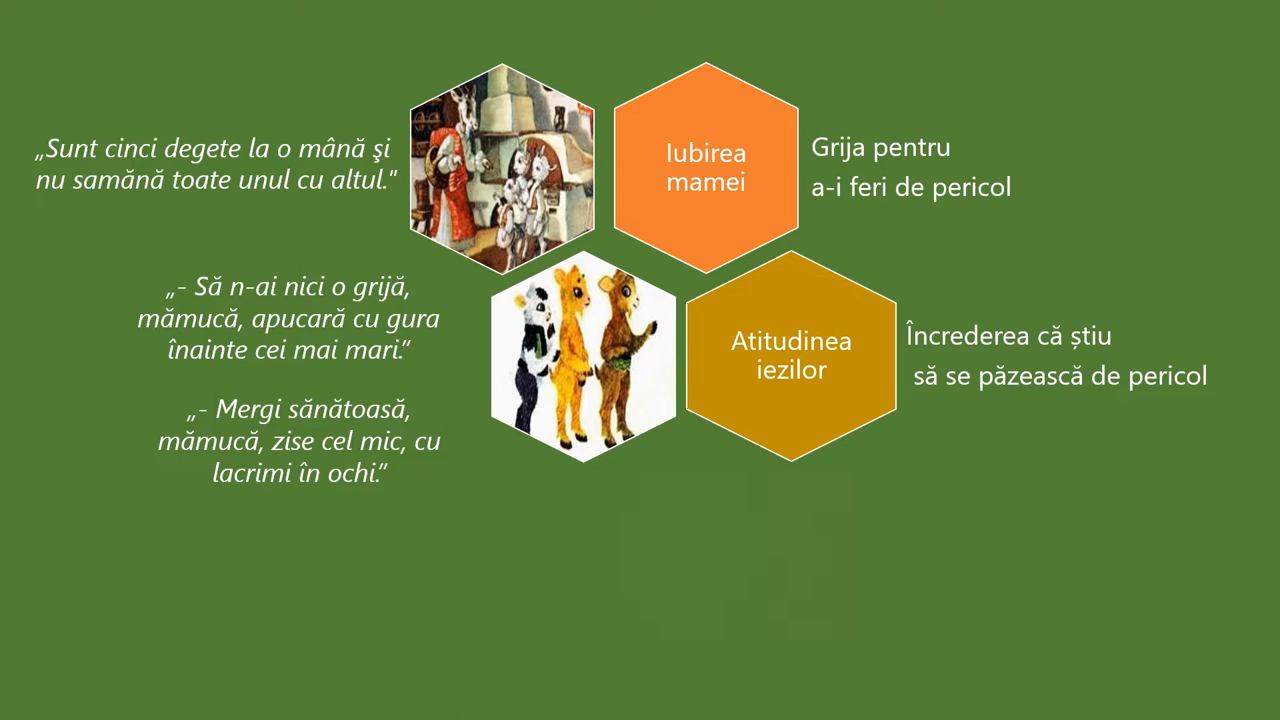 „Sunt cinci degete la o mână şi
nu samănă toate unul cu altul."
Iubirea
mamei
Grija pentru
a-i feri de pericol
„- Să n-ai nici o grijă,
mămucă, apucară cu gura
înainte cei mai mari.”
„- Mergi sănătoasă,
mămucă, zise cel mic, cu
lacrimi în ochi.”
Atitudinea
iezilor
Încrederea că știu
să se păzească de pericol